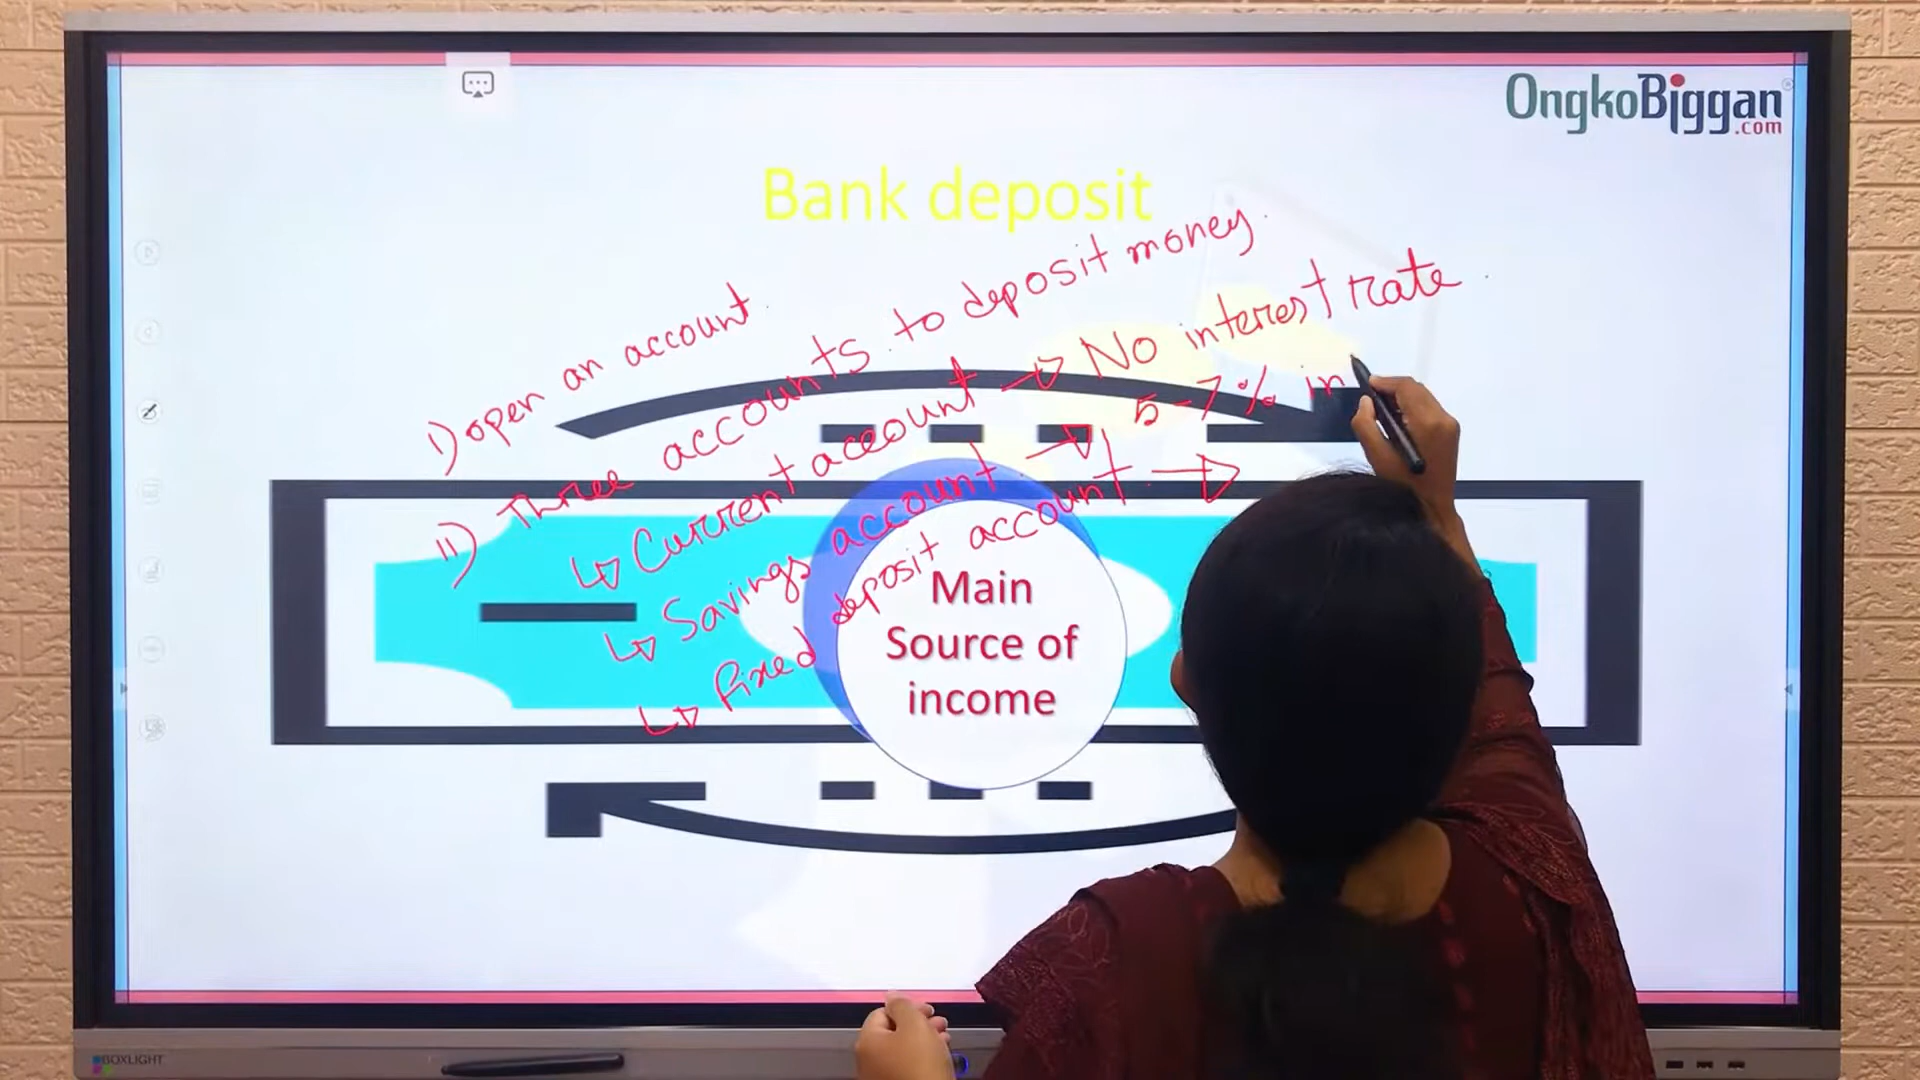 OngkoBiggan
.com
Bank deposit
i) open an account.
ii) Three accounts to deposit money.
Current account → No interest rate
Savings account → 5-7% in
fixed deposit account →
Main
Source of
income
BOXLIGHT